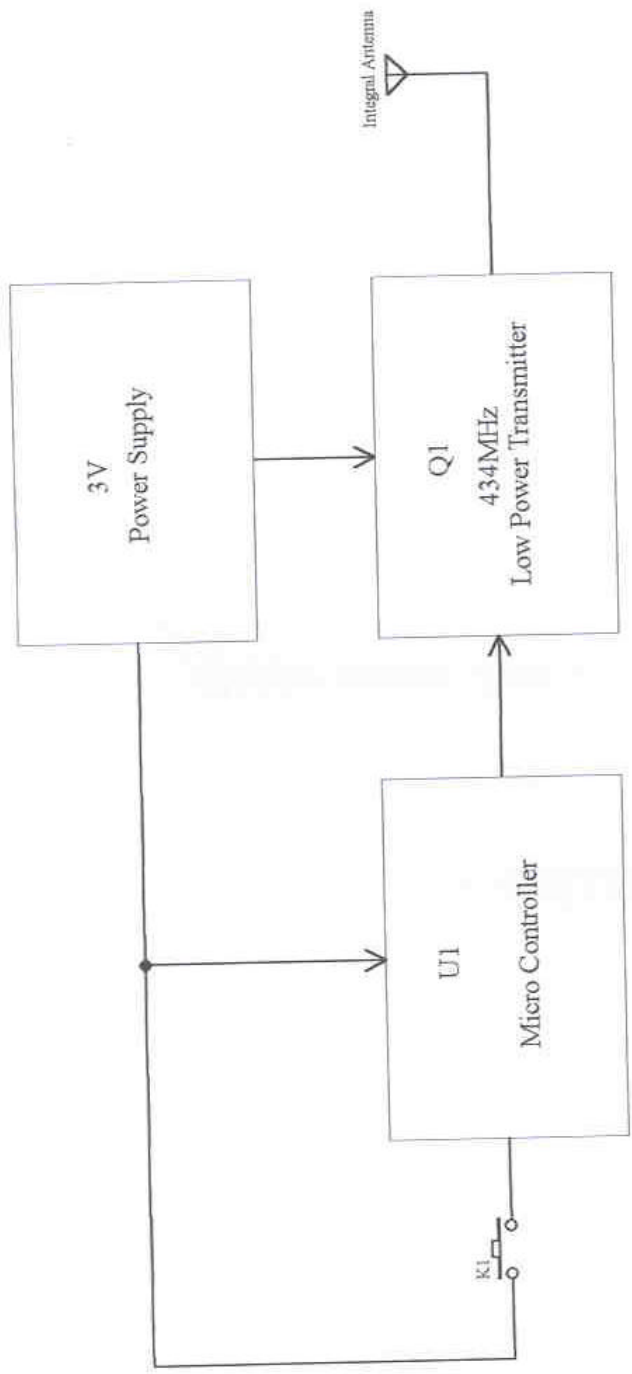 3V
Power Supply
Integral Antenna
K1
U1
Micro Controller
Q1
434MHz
Low Power Transmitter